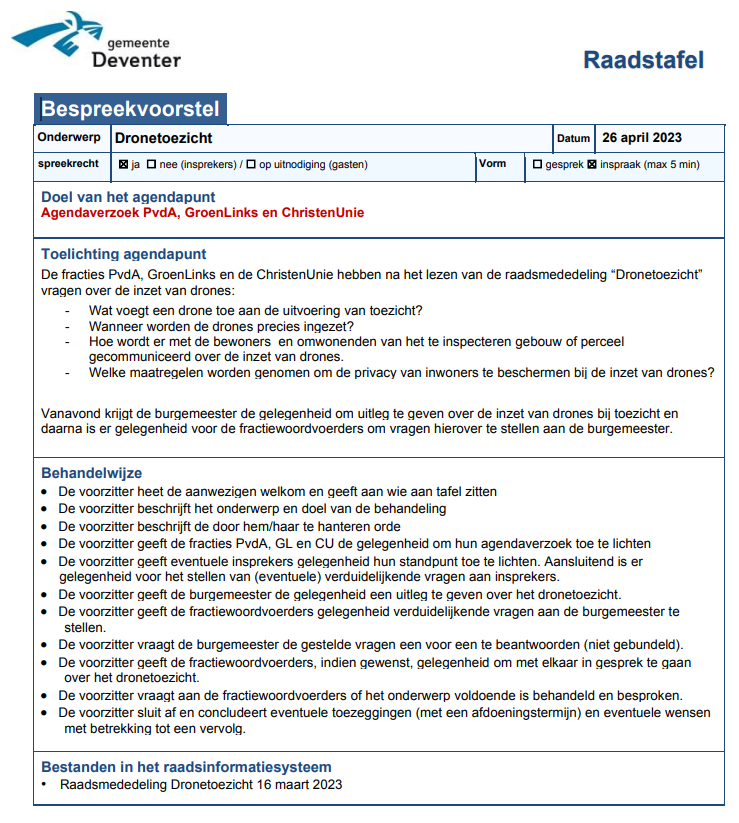 gemeente
Deventer
Raadstafel
Bespreekvoorstel
Onderwerp Dronetoezicht Datum 26 april 2023
spreekrecht ☒ ja ☐ nee (insprekers) / ☐ op uitnodiging (gasten) Vorm ☐ gesprek ☒ inspraak (max 5 min)
Doel van het agendapunt
Agendaverzoek PvdA, GroenLinks en ChristenUnie
Toelichting agendapunt
De fracties PvdA, GroenLinks en de ChristenUnie hebben na het lezen van de raadsmededeling “Dronetoezicht”
vragen over de inzet van drones:
- Wat voegt een drone toe aan de uitvoering van toezicht?
- Wanneer worden de drones precies ingezet?
- Hoe wordt er met de bewoners en omwonenden van het te inspecteren gebouw of perceel
gecommuniceerd over de inzet van drones.
- Welke maatregelen worden genomen om de privacy van inwoners te beschermen bij de inzet van drones?
Vanavond krijgt de burgemeester de gelegenheid om uitleg te geven over de inzet van drones bij toezicht en
daarna is er gelegenheid voor de fractiewoordvoerders om vragen hierover te stellen aan de burgemeester.
Behandelwijze
• De voorzitter heet de aanwezigen welkom en geeft aan wie aan tafel zitten
• De voorzitter beschrijft het onderwerp en doel van de behandeling
• De voorzitter beschrijft de door hem/haar te hanteren orde
• De voorzitter geeft de fracties PvdA, GL en CU de gelegenheid om hun agendaverzoek toe te lichten
• De voorzitter geeft eventuele insprekers gelegenheid hun standpunt toe te lichten. Aansluitend is er
gelegenheid voor het stellen van (eventuele) verduidelijkende vragen aan insprekers.
• De voorzitter geeft de burgemeester de gelegenheid een uitleg te geven over het dronetoezicht.
• De voorzitter geeft de fractiewoordvoerders gelegenheid verduidelijkende vragen aan de burgemeester te
stellen.
• De voorzitter vraagt de burgemeester de gestelde vragen een voor een te beantwoorden (niet gebundeld).
• De voorzitter geeft de fractiewoordvoerders, indien gewenst, gelegenheid om met elkaar in gesprek te gaan
over het dronetoezicht.
• De voorzitter vraagt aan de fractiewoordvoerders of het onderwerp voldoende is behandeld en besproken.
• De voorzitter sluit af en concludeert eventuele toezeggingen (met een afdoeningstermijn) en eventuele wensen
met betrekking tot een vervolg.
Bestanden in het raadsinformatiesysteem
• Raadsmededeling Dronetoezicht 16 maart 2023